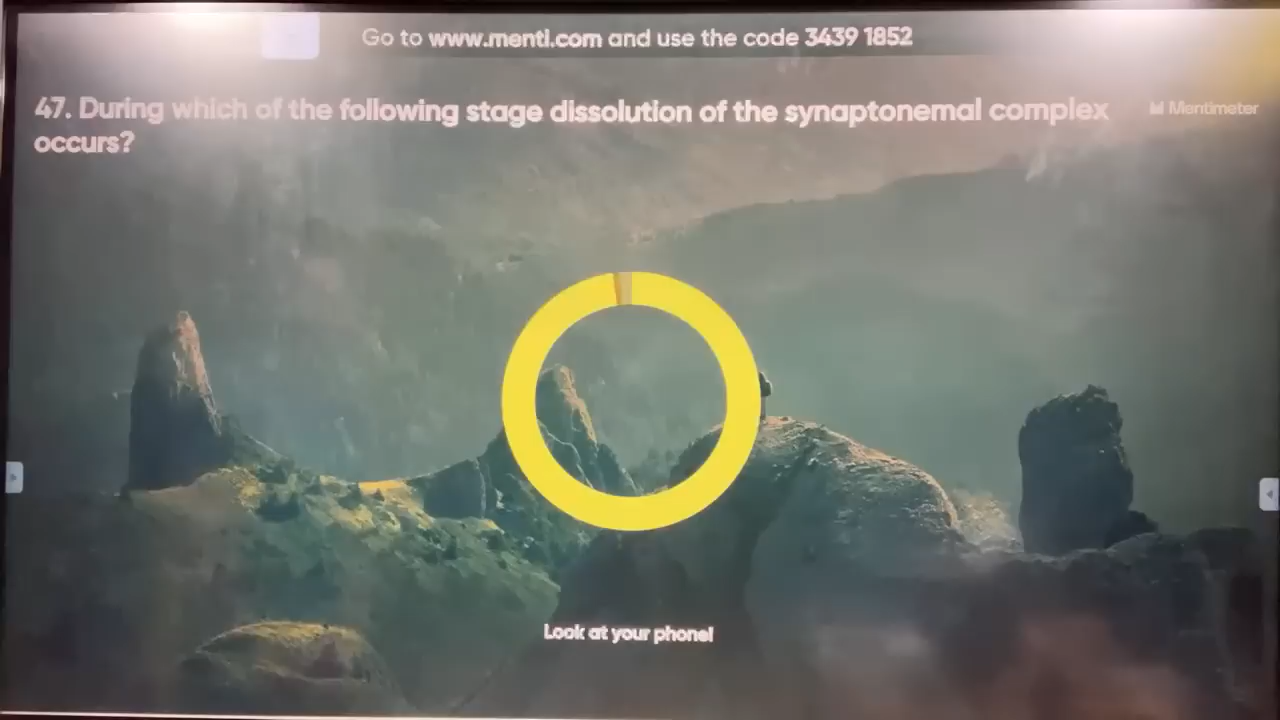 Go to www.menti.com and use the code 3439 1852
47. During which of the following stage dissolution of the synaptonemal complex
occurs?
Mentimeter
Look at your phone!